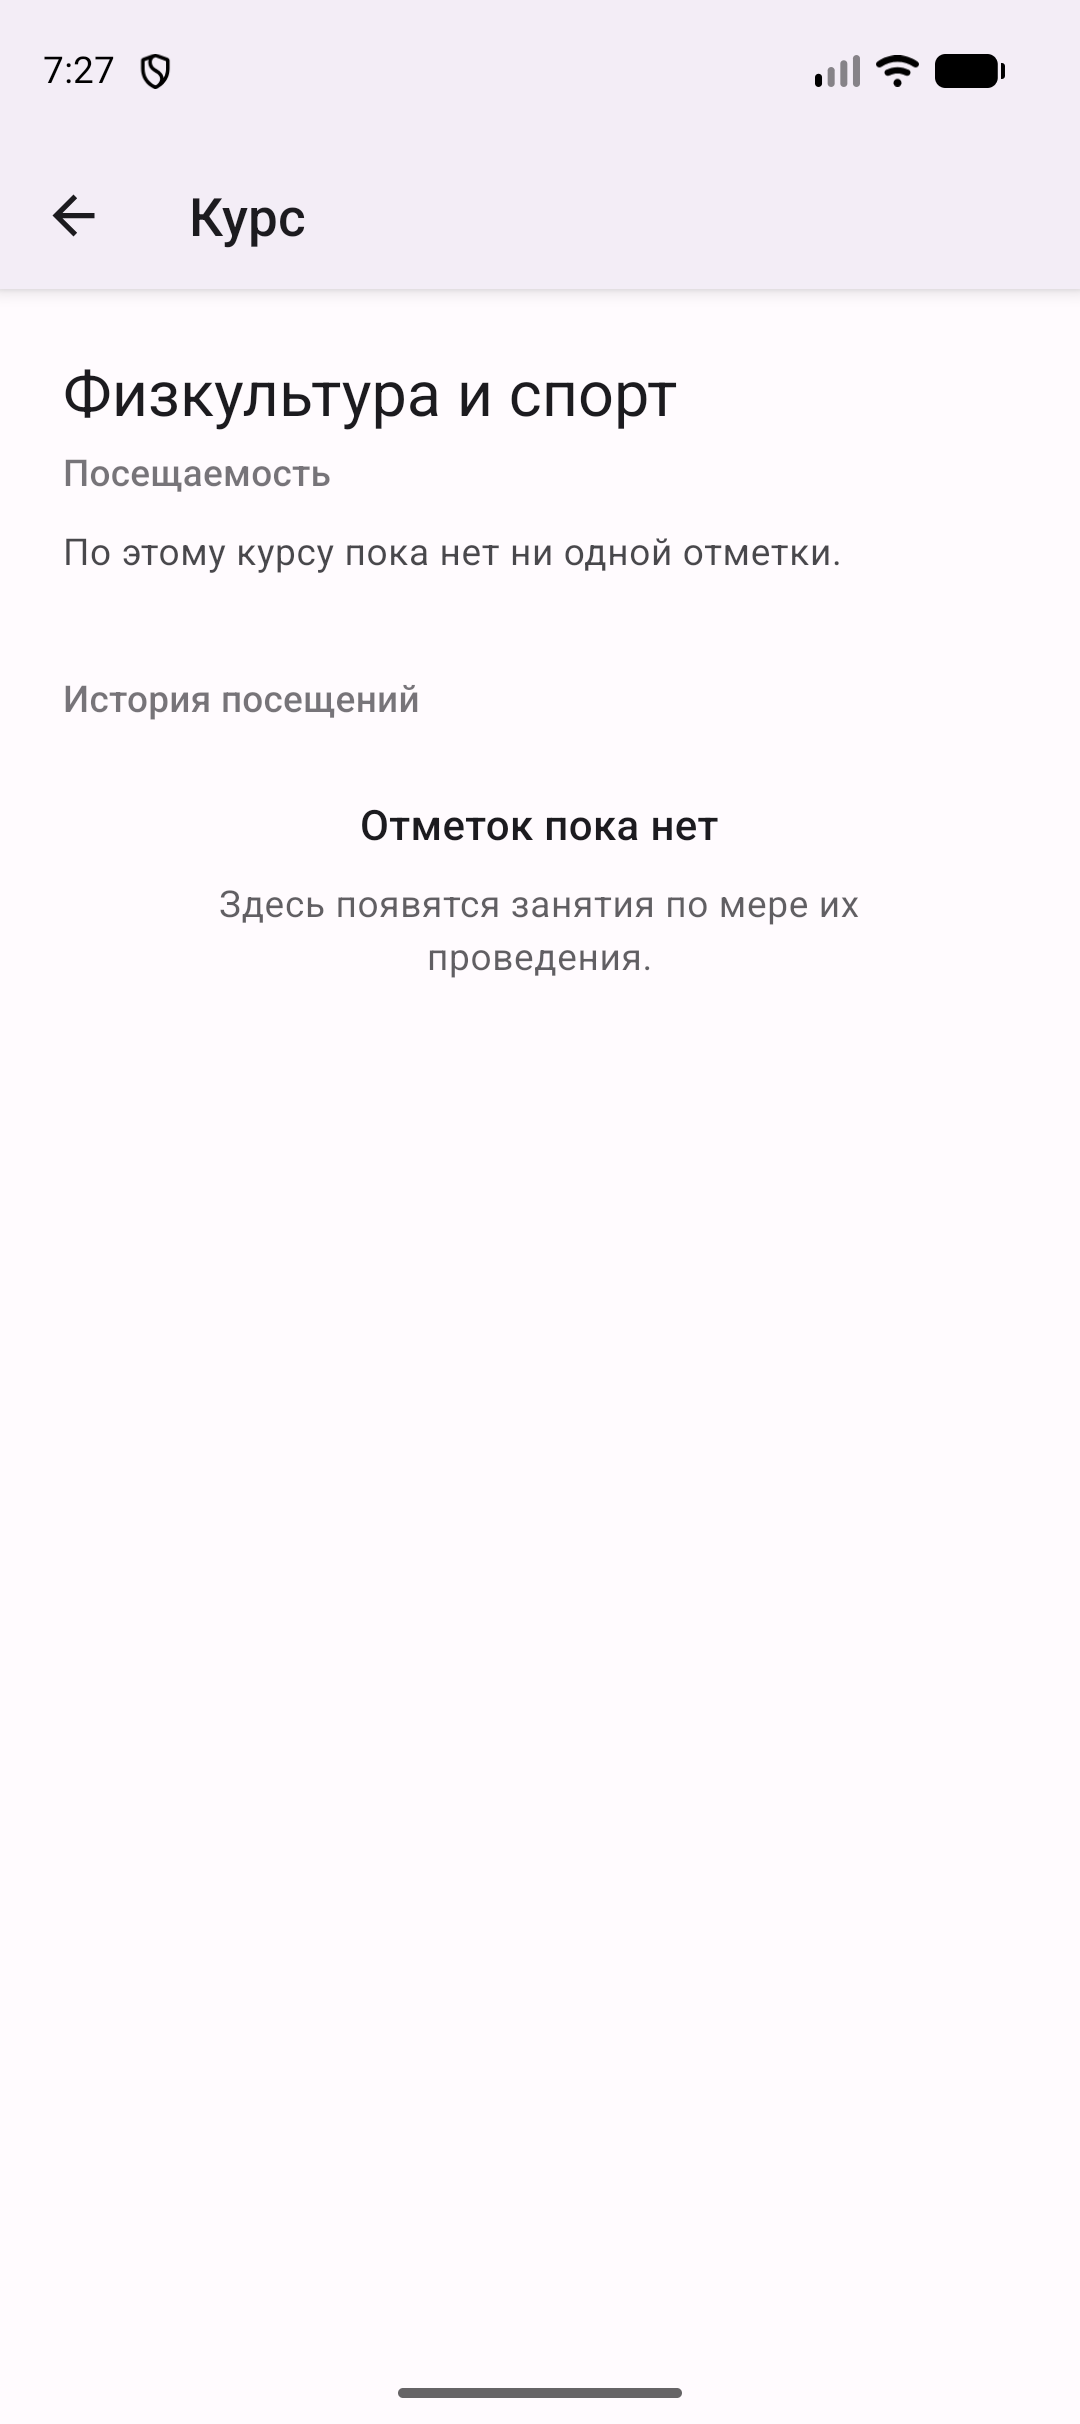 7:27
Курс
Физкультура и спорт
Посещаемость
По этому курсу пока нет ни одной отметки.
История посещений
Отметок пока нет
Здесь появятся занятия по мере их
проведения.